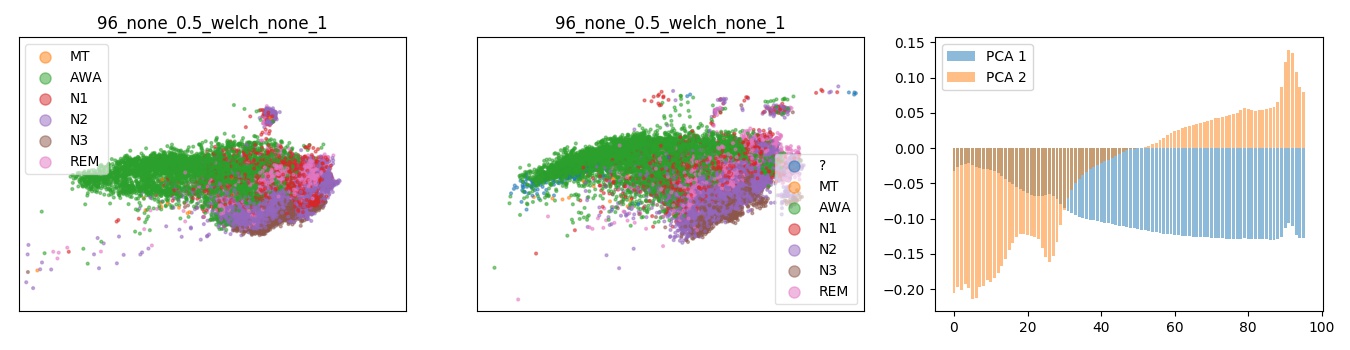 96_none_0.5_welch_none_1
MT
AWA
N1
N2
N3
REM
96_none_0.5_welch_none_1
?
MT
AWA
N1
N2
N3
REM
PCA 1
PCA 2
0.15
0.10
0.05
0.00
−0.05
−0.10
−0.15
−0.20
0
20
40
60
80
100